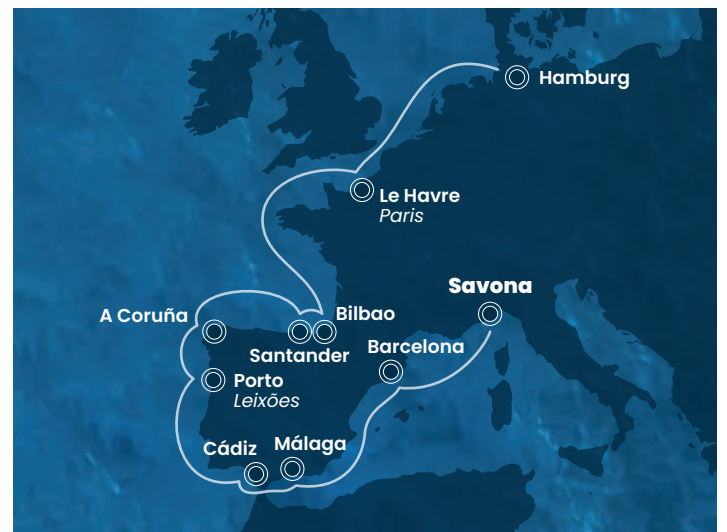 Hamburg
Le Havre
Paris
Savona
A Coruña
Bilbao
Santander
Barcelona
Porto
Leixões
Cádiz
Málaga